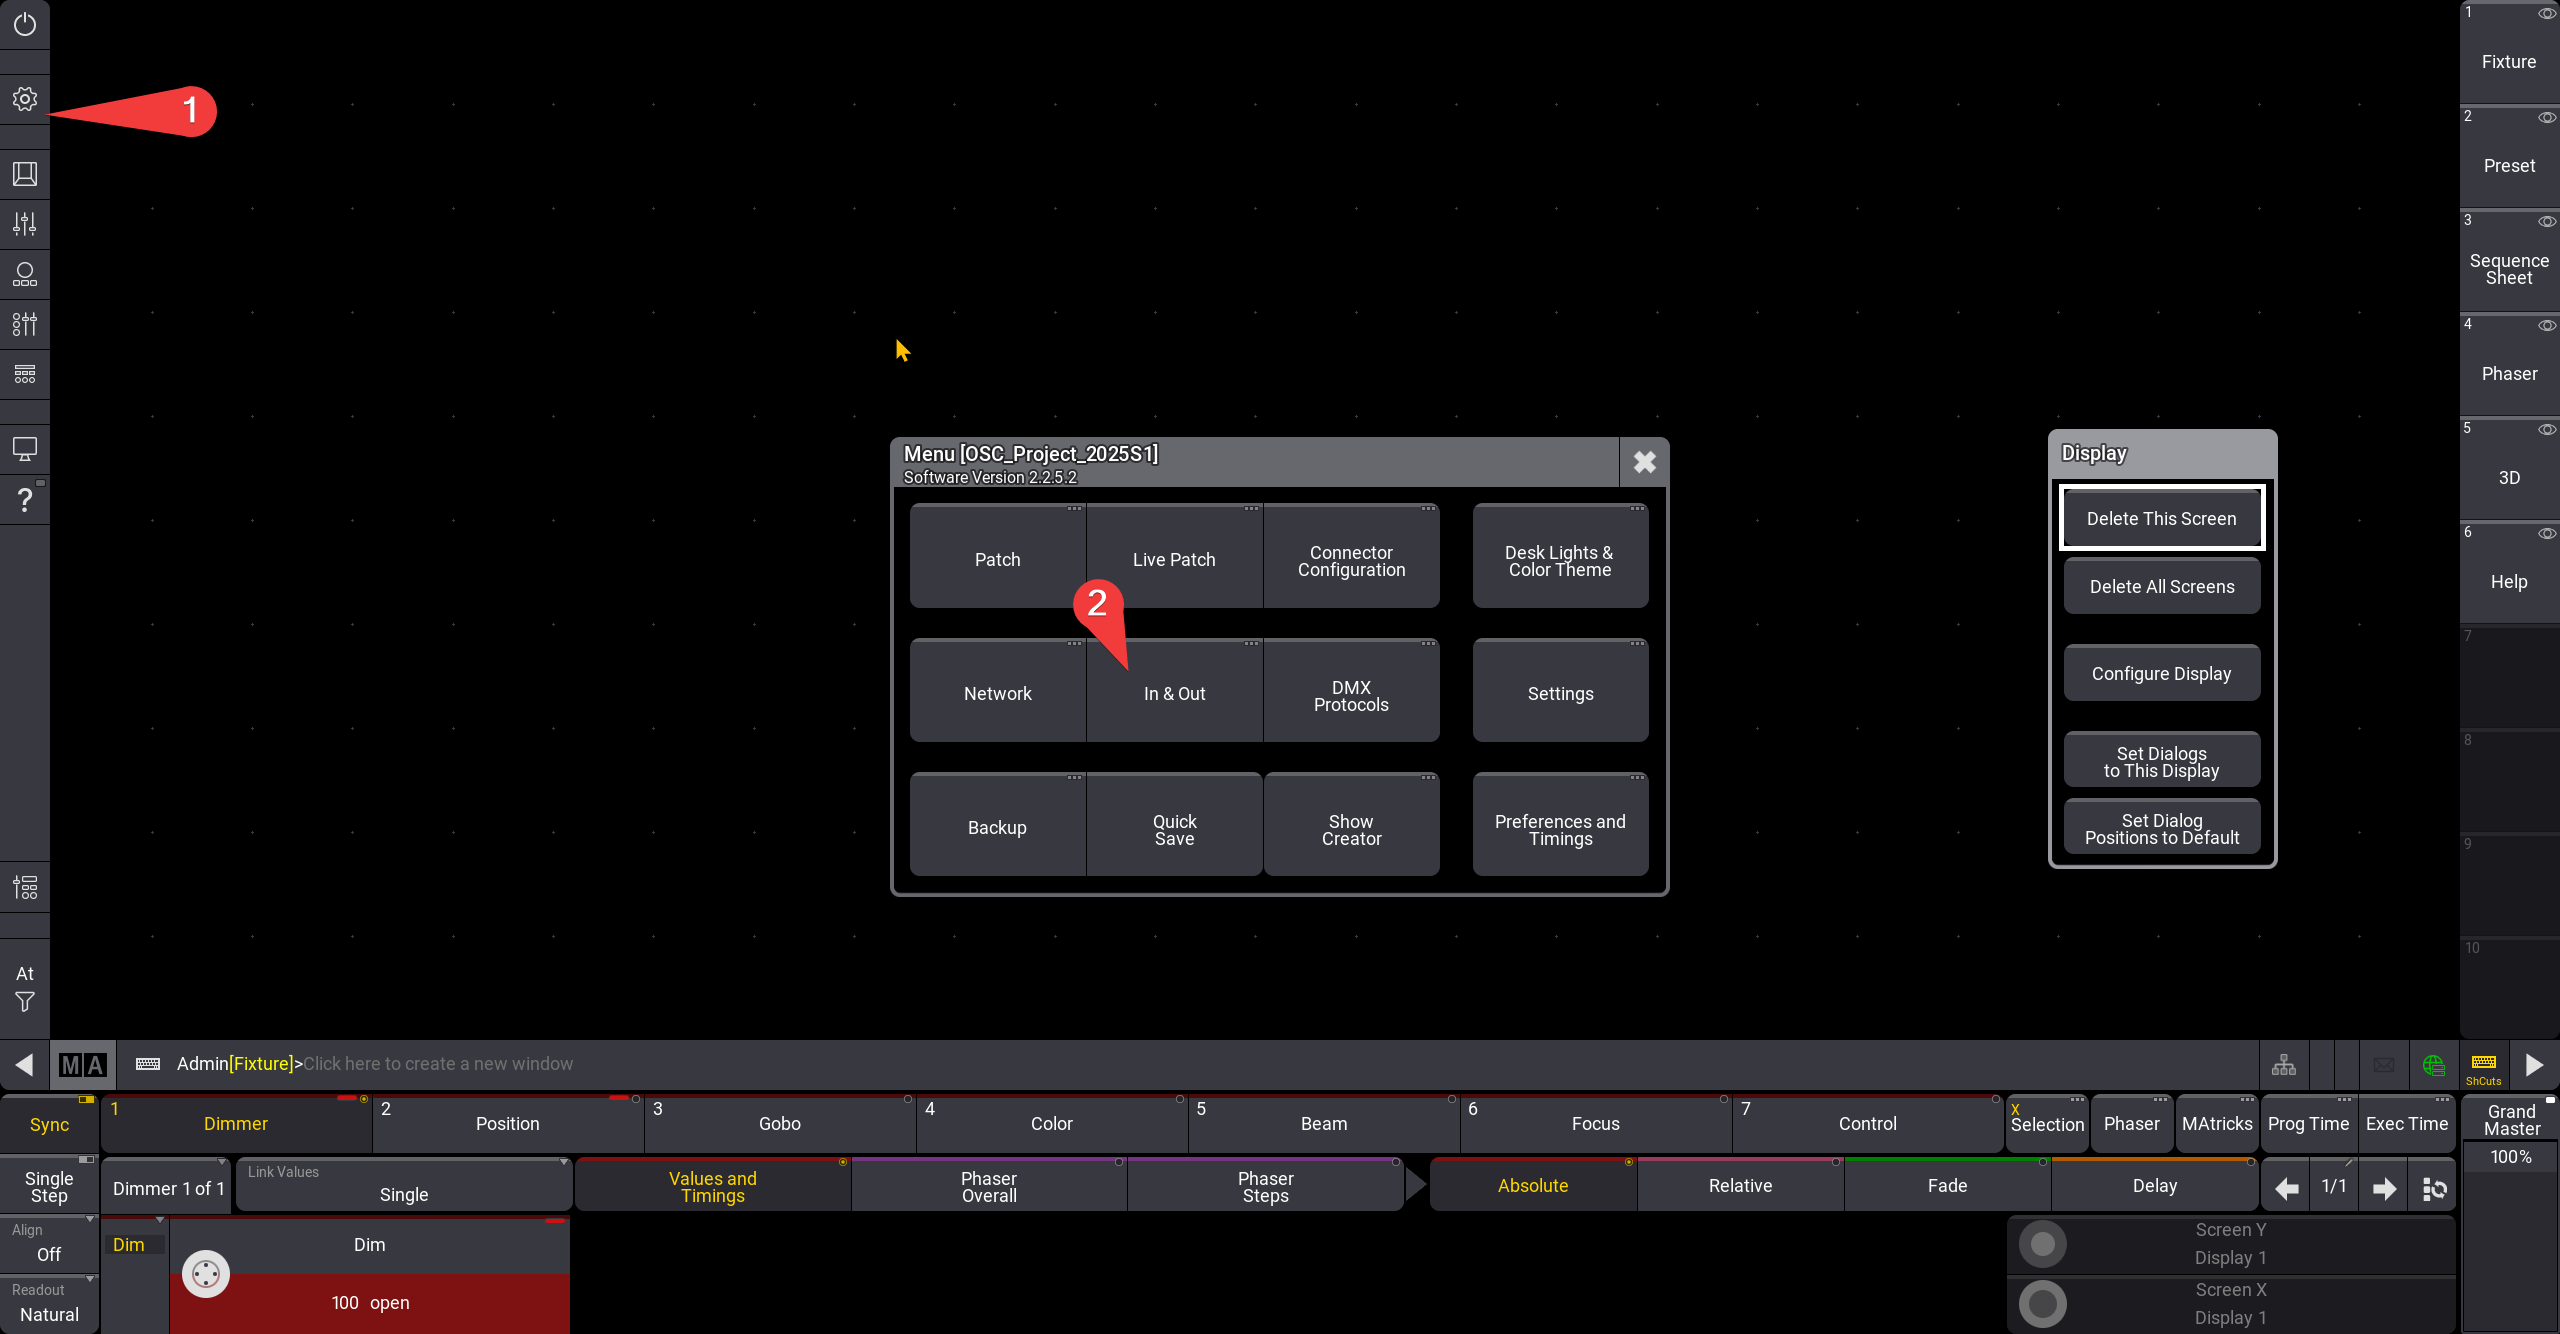 1
Menu [OSC_Project_2025S1]
Software Version 2.2.5.2
Patch
Live Patch
Connector
Configuration
Desk Lights &
Color Theme
2
Network
In & Out
DMX
Protocols
Settings
Backup
Quick
Save
Show
Creator
Preferences and
Timings
Display
Delete This Screen
Delete All Screens
Configure Display
Set Dialogs
to This Display
Set Dialog
Positions to Default
1
Fixture
2
Preset
3
Sequence
Sheet
4
Phaser
5
3D
6
Help
7
8
9
10
?
At
MA
Admin[Fixture]>Click here to create a new window
ShCuts
Sync
1
Dimmer
2
Position
3
Gobo
4
Color
5
Beam
6
Focus
7
Control
X
Selection
Phaser
MAtricks
Prog Time
Exec Time
Grand
Master
100%
Single
Step
Dimmer 1 of 1
Link Values
Single
Values and
Timings
Phaser
Overall
Phaser
Steps
Absolute
Relative
Fade
Delay
1/1
Align
Off
Readout
Natural
Dim
Dim
100 open
Screen Y
Display 1
Screen X
Display 1